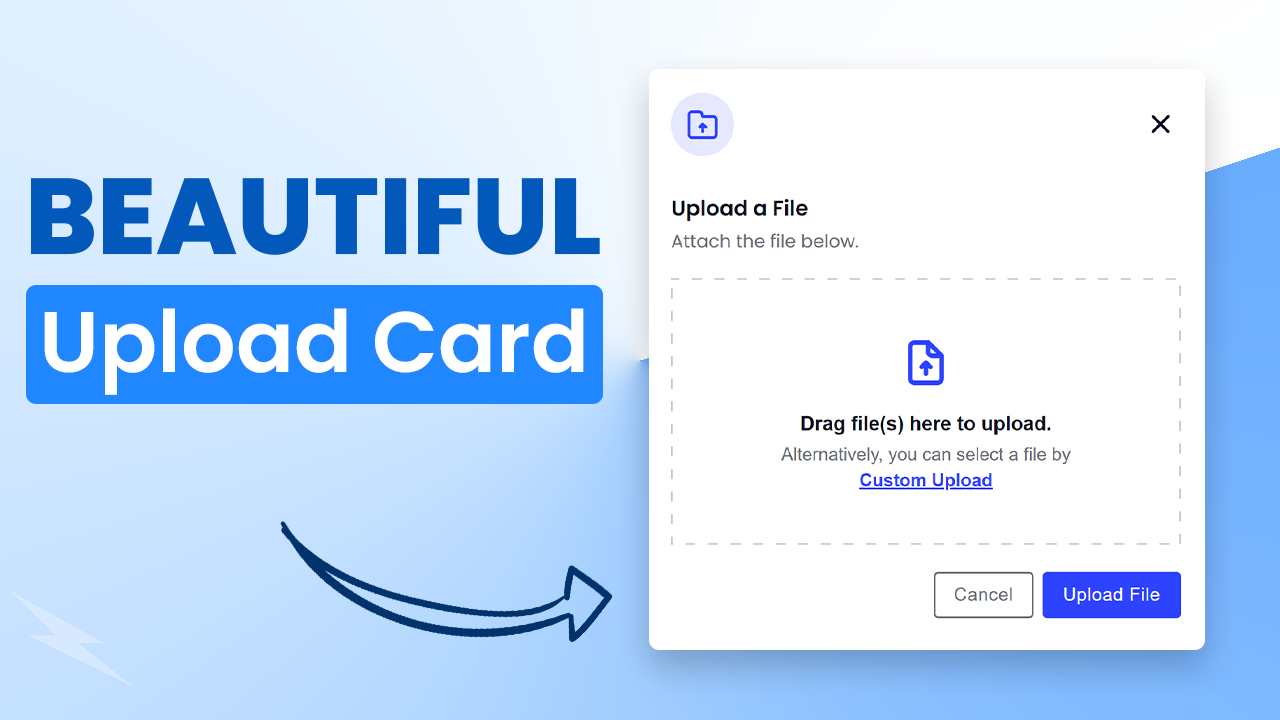 BEAUTIFUL
Upload Card
Upload a File
Attach the file below.
Drag file(s) here to upload.
Alternatively, you can select a file by
Custom Upload
Cancel
Upload File